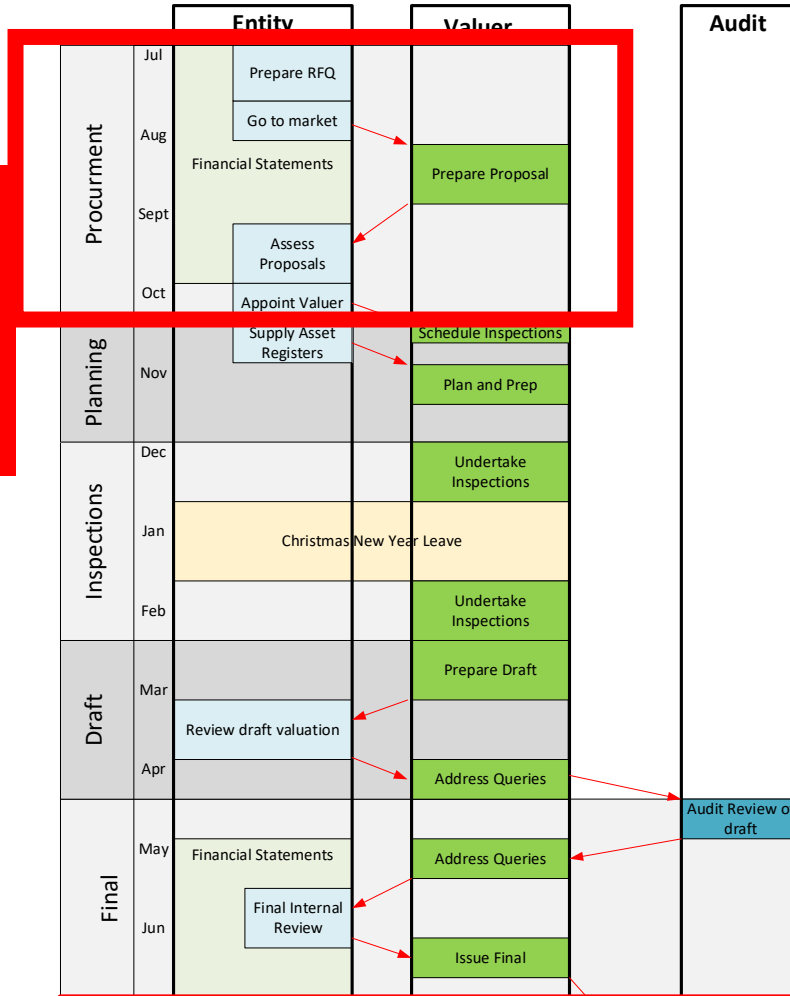 Entity
Valuer
Audit
Procurment
Jul
Prepare RFQ
Go to market
Aug
Financial Statements
Prepare Proposal
Sept
Assess
Proposals
Oct
Appoint Valuer
Planning
Supply Asset
Registers
Schedule Inspections
Nov
Plan and Prep
Inspections
Dec
Undertake
Inspections
Jan
Christmas New Year Leave
Feb
Undertake
Inspections
Draft
Prepare Draft
Mar
Review draft valuation
Apr
Address Queries
Audit Review o
draft
Final
May
Financial Statements
Address Queries
Final Internal
Review
Jun
Issue Final